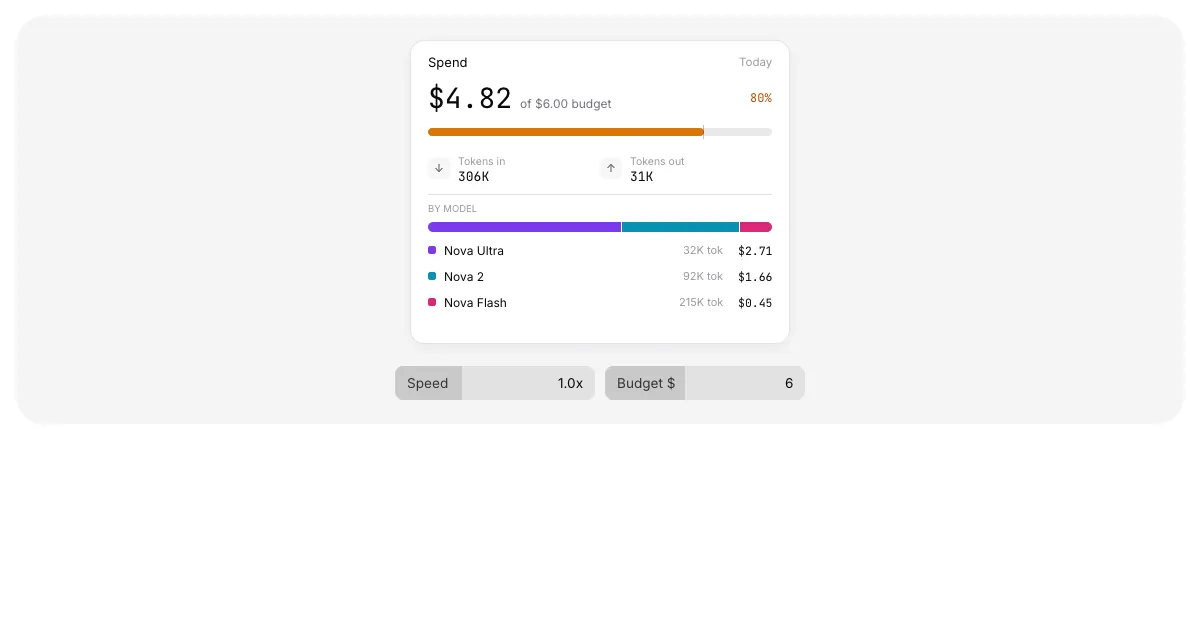 Spend Today
$4.82 of $6.00 budget 80%
Tokens in Tokens out
306K 31K
BY MODEL
Nova Ultra 32K tok $2.71
Nova 2 92K tok $1.66
Nova Flash 215K tok $0.45
Speed 1.0x Budget $ 6